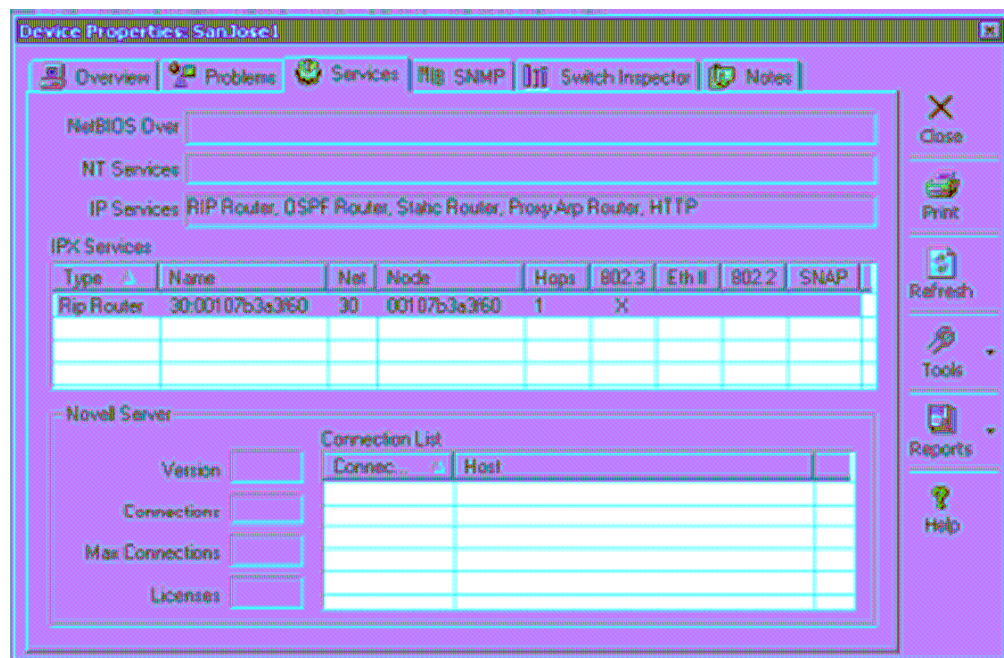 Device Properties: SanJose1
Overview Problems Services MIB SNMP Switch Inspector Notes
NetBIOS Over
NT Services
IP Services RIP Router, OSPF Router, Static Router, Proxy Arp Router, HTTP
IPX Services
Type Name Net Node Hops 802.3 Eth II 802.2 SNAP
Rip Router 30:00107b3a3f60 30 00107b3a3f60 1 X
Novell Server
Version
Connections
Max Connections
Licenses
Connection List
Connec... Host
Close
Print
Refresh
Tools
Reports
Help